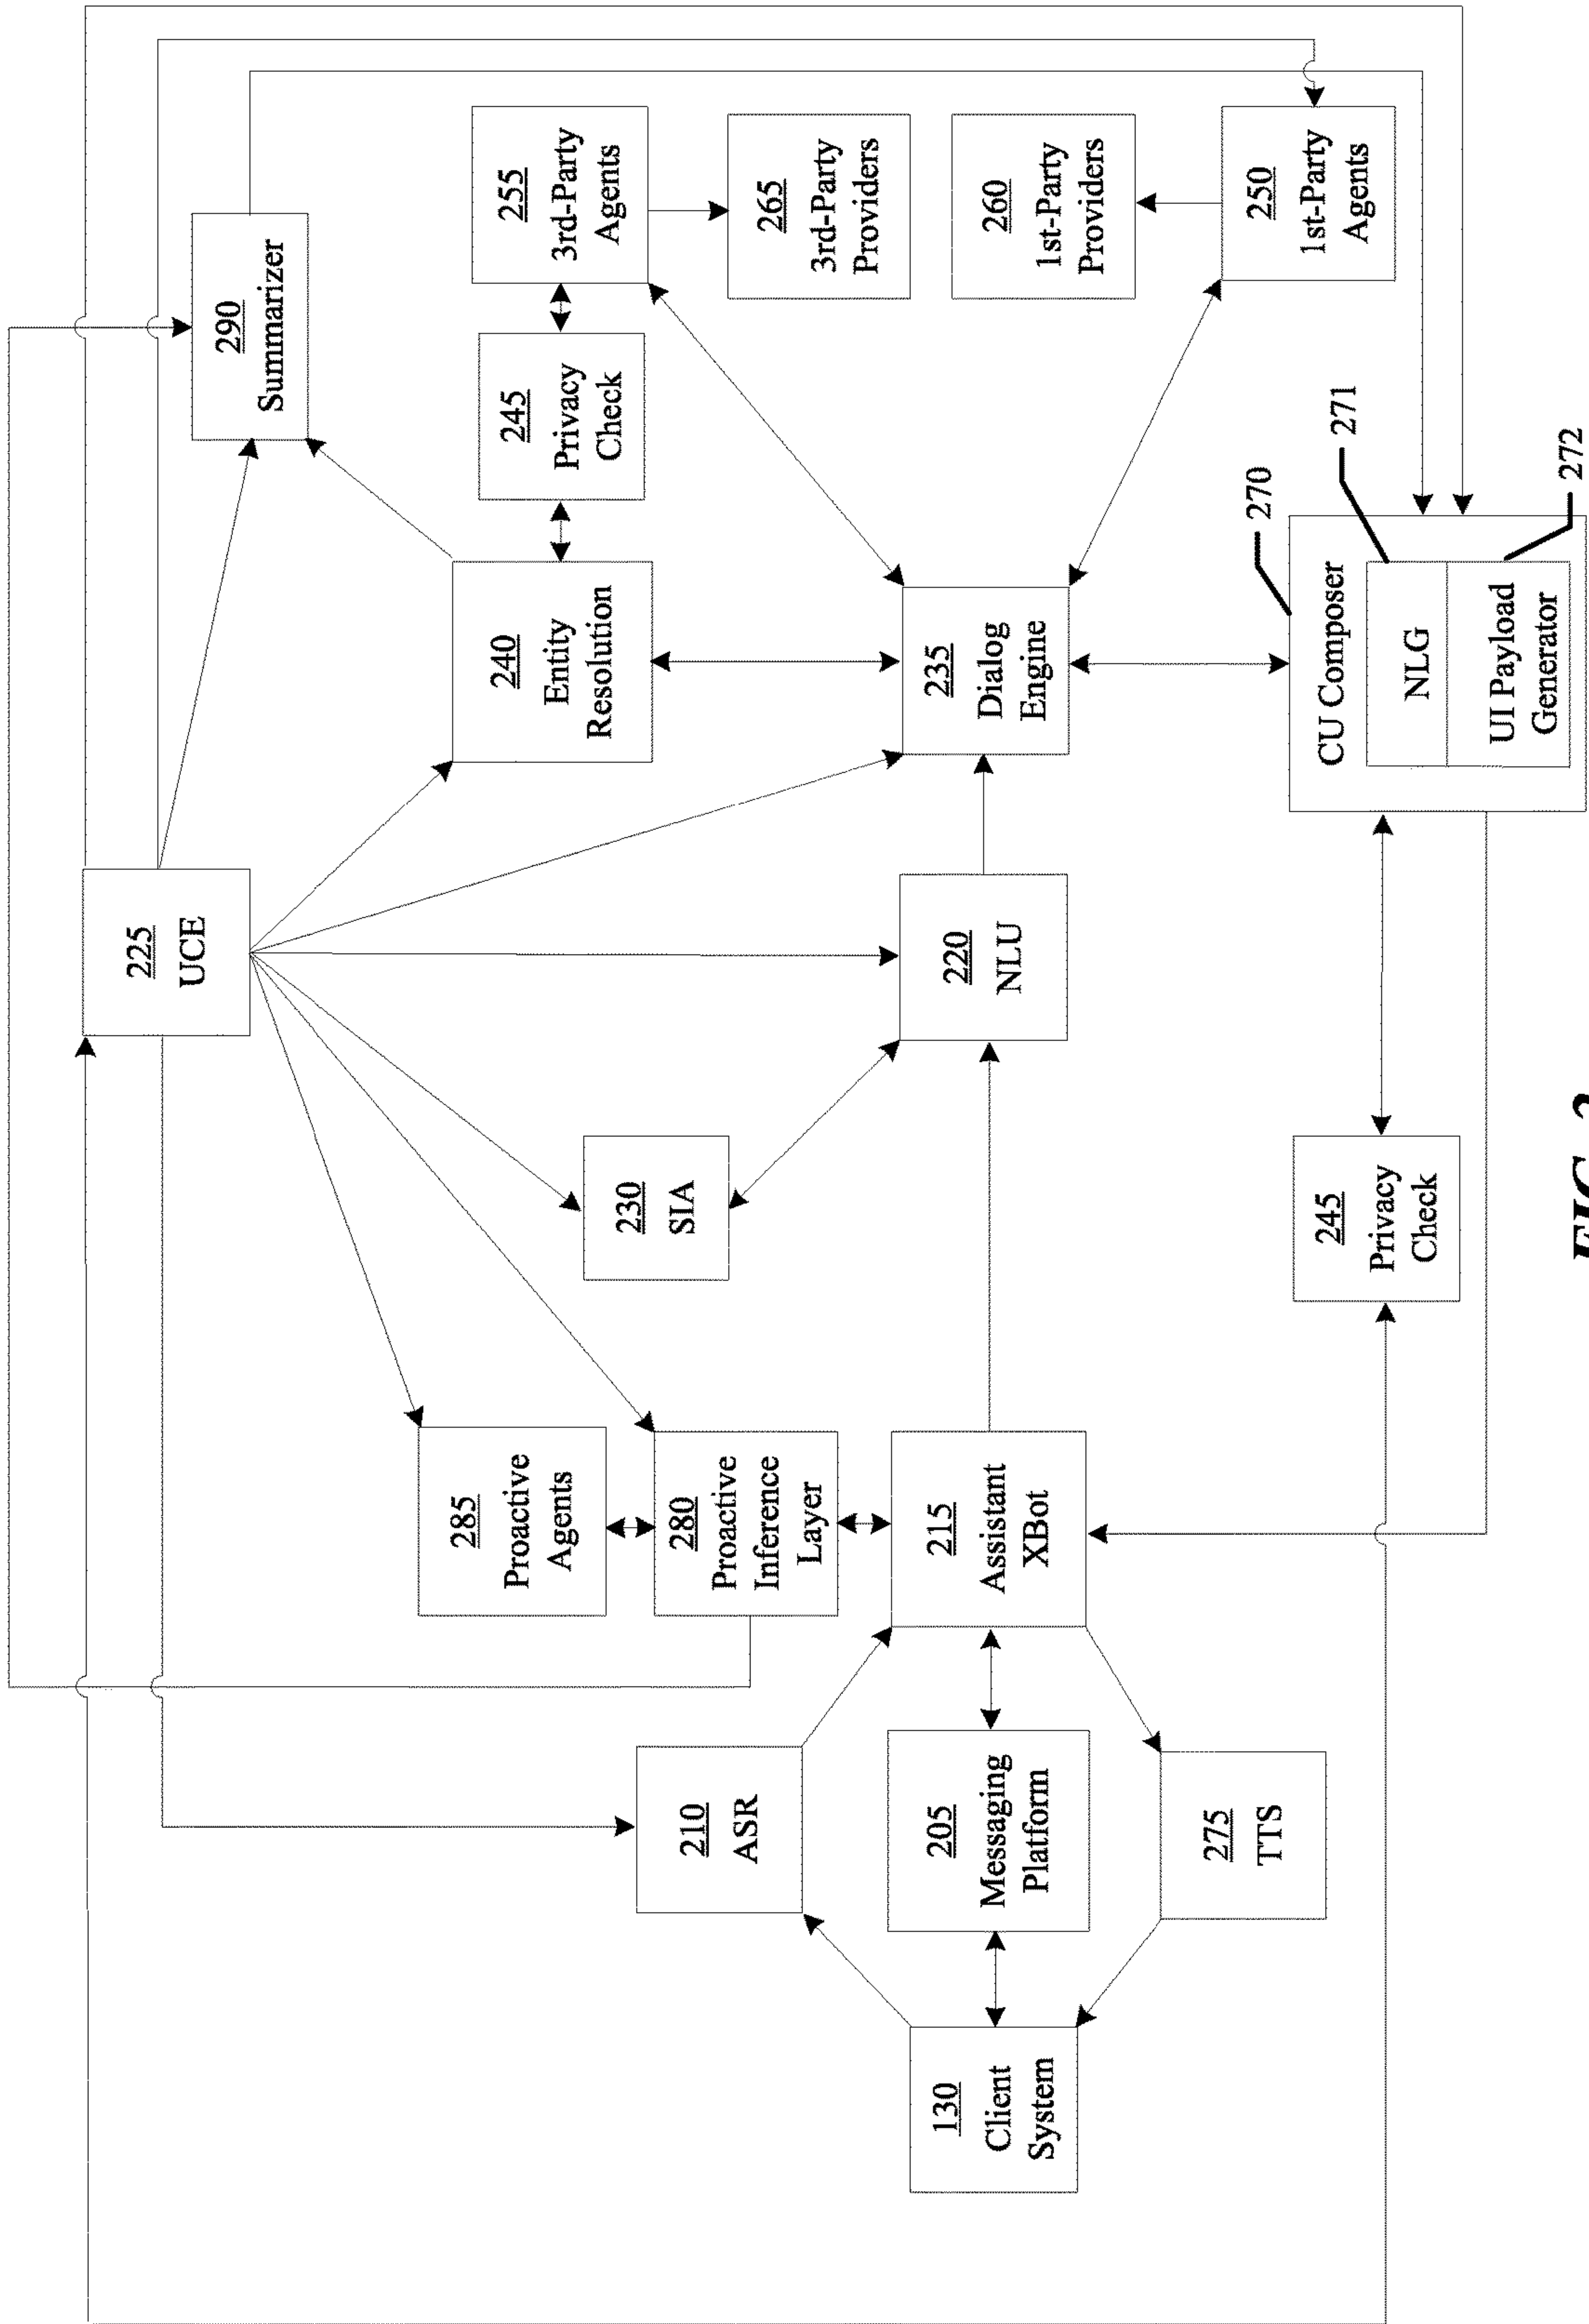 225
UCE
290
Summarizer
285
Proactive
Agents
280
Proactive
Inference
Layer
230
SIA
240
Entity
Resolution
245
Privacy
Check
255
3rd-Party
Agents
265
3rd-Party
Providers
260
1st-Party
Providers
250
1st-Party
Agents
130
Client
System
210
ASR
205
Messaging
Platform
275
TTS
215
Assistant
XBot
220
NLU
235
Dialog
Engine
245
Privacy
Check
270
CU Composer
271
NLG
272
UI Payload
Generator
FIG. 2